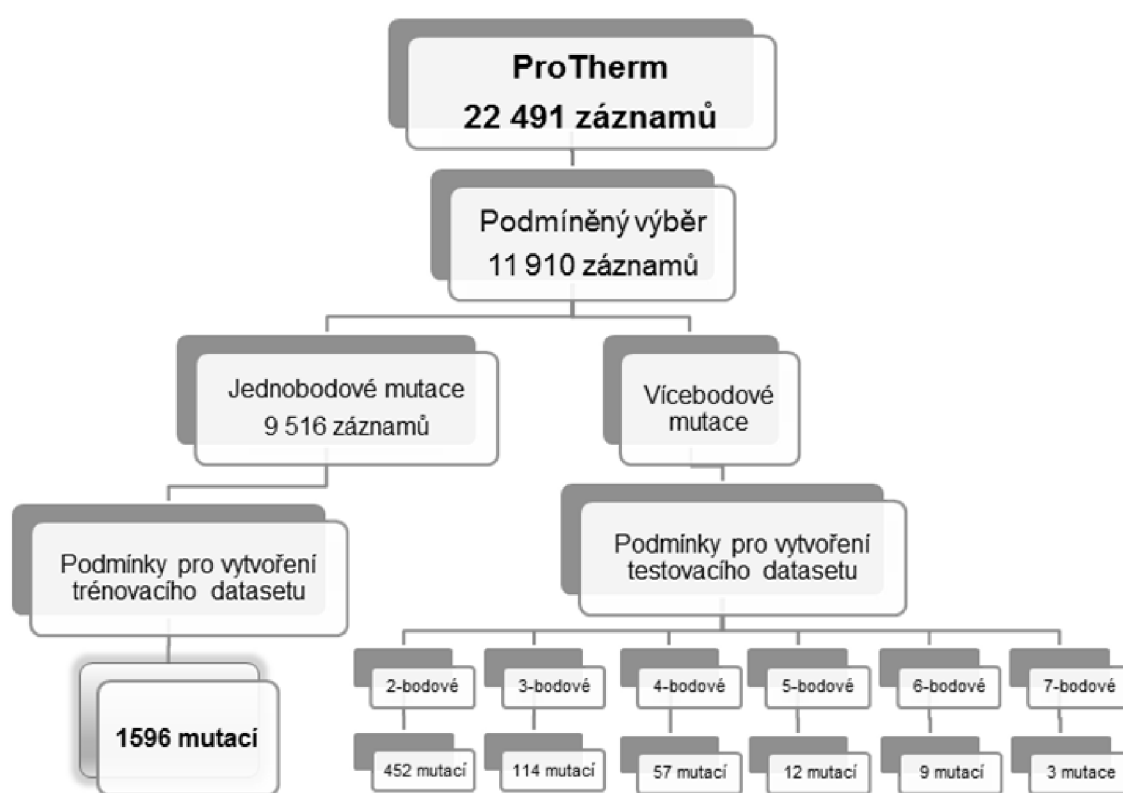 ProTherm
22 491 záznamů
Podmíněný výběr
11 910 záznamů
Jednobodové mutace
9 516 záznamů
Vícebodové
mutace
Podmínky pro vytvoření
trénovacího datasetu
Podmínky pro vytvoření
testovacího datasetu
1596 mutací
2-bodové
3-bodové
4-bodové
5-bodové
6-bodové
7-bodové
452 mutací
114 mutací
57 mutací
12 mutací
9 mutací
3 mutace